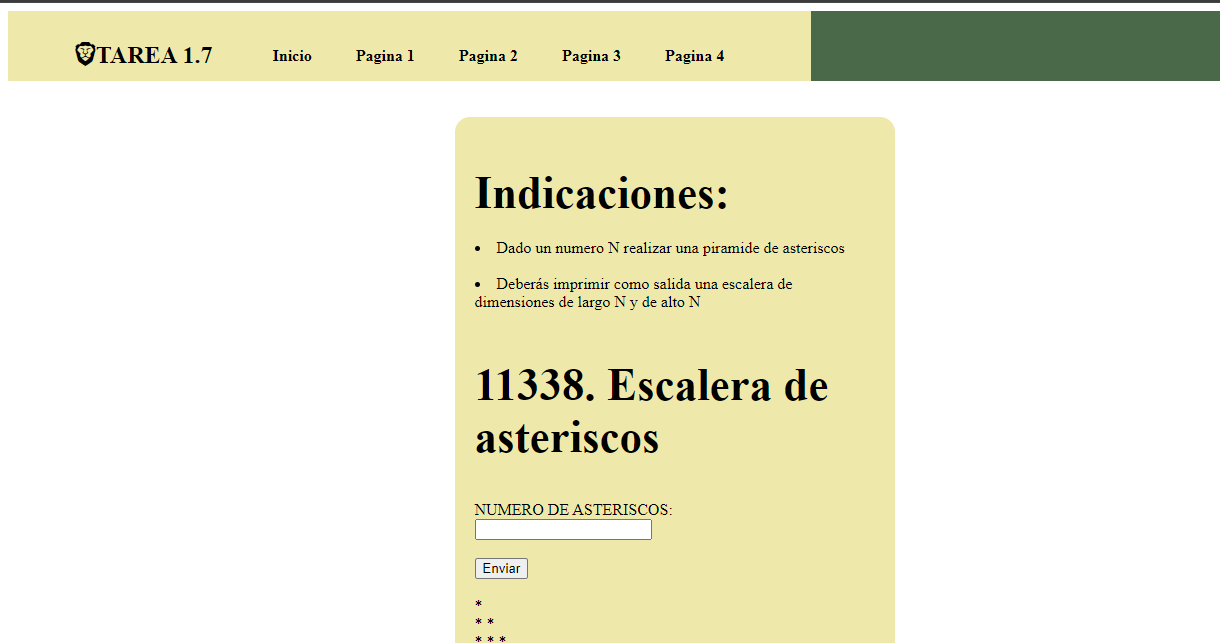 TAREA 1.7 Inicio Pagina 1 Pagina 2 Pagina 3 Pagina 4
Indicaciones:
• Dado un numero N realizar una piramide de asteriscos
• Deberás imprimir como salida una escalera de
dimensiones de largo N y de alto N
11338. Escalera de
asteriscos
NUMERO DE ASTERISCOS:
Enviar
*
* *
* * *